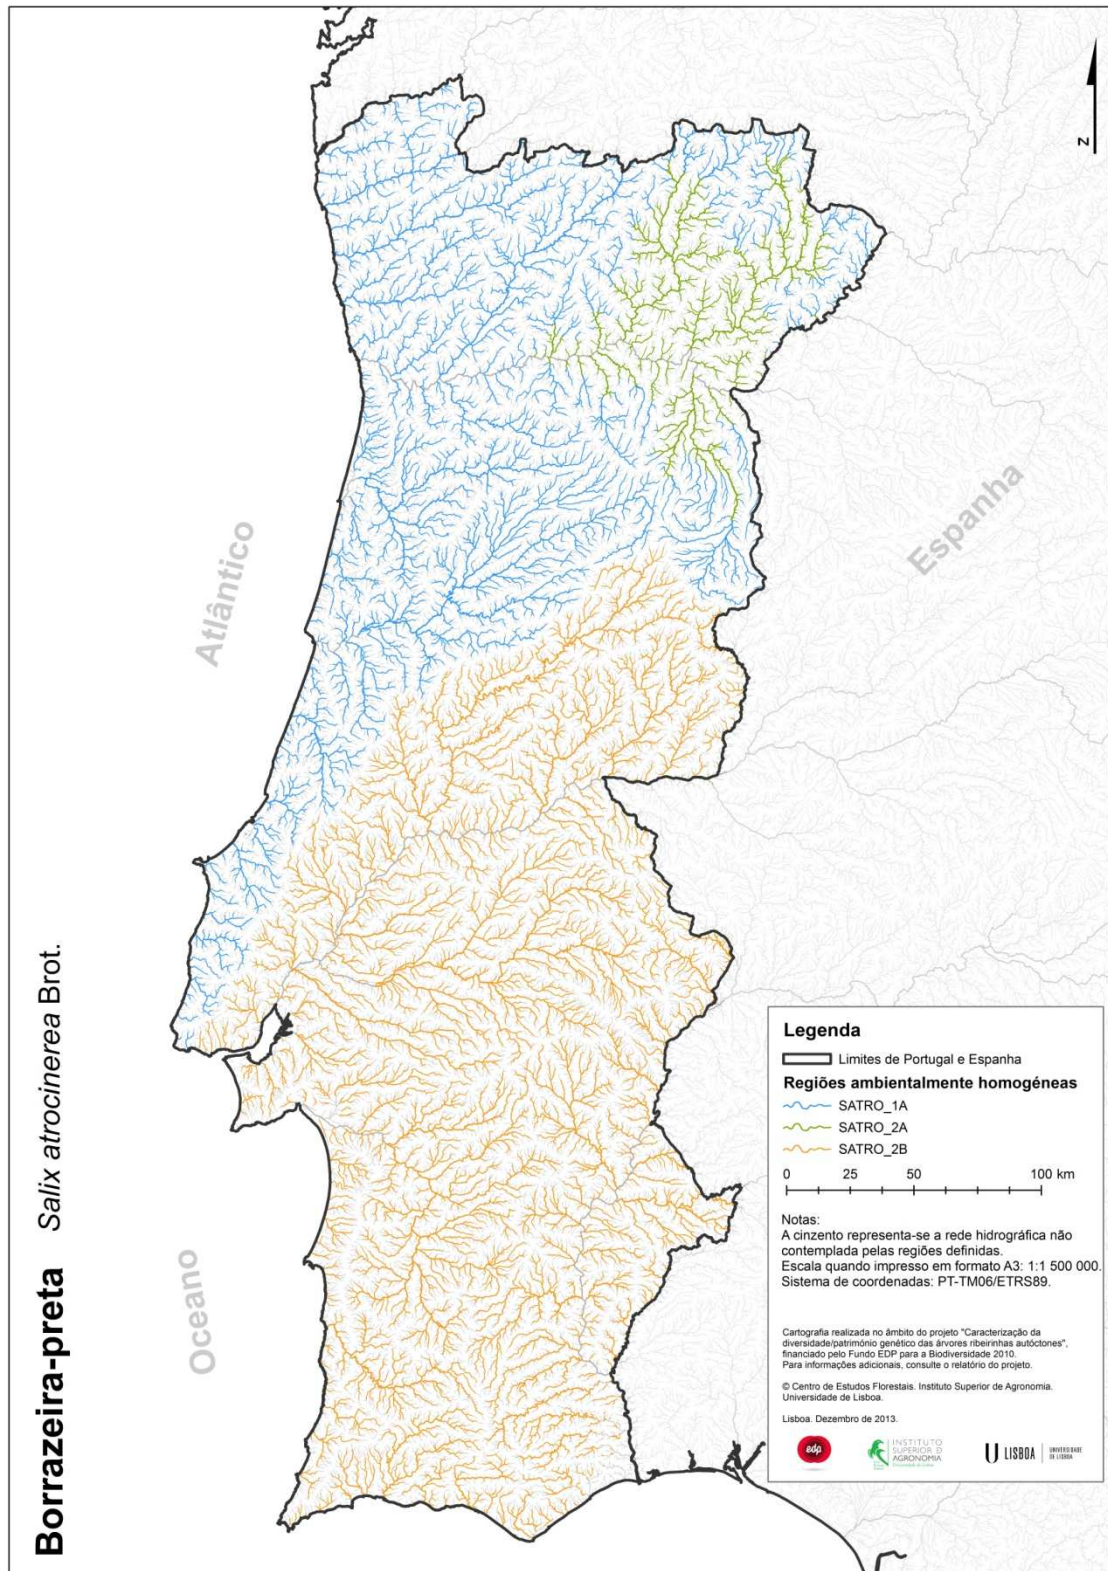 Borrazeira-preta Salix atrocinerea Brot.
Atlântico
Oceano
Espanha
N
Legenda
Limites de Portugal e Espanha
Regiões ambientalmente homogéneas
SATRO_1A
SATRO_2A
SATRO_2B
0 25 50 100 km
Notas:
A cinzento representa-se a rede hidrográfica não
contemplada pelas regiões definidas.
Escala quando impresso em formato A3: 1:1 500 000.
Sistema de coordenadas: PT-TM06/ETRS89.
Cartografia realizada no âmbito do projeto "Caracterização da
diversidade/património genético das árvores ribeirinhas autóctones",
financiado pelo Fundo EDP para a Biodiversidade 2010.
Para informações adicionais, consulte o relatório do projeto.
© Centro de Estudos Florestais. Instituto Superior de Agronomia.
Universidade de Lisboa.
Lisboa. Dezembro de 2013.
edp
INSTITUTO
SUPERIOR D
AGRONOMIA
Universidade de Lisboa
LISBOA
UNIVERSIDADE
DE LISBOA